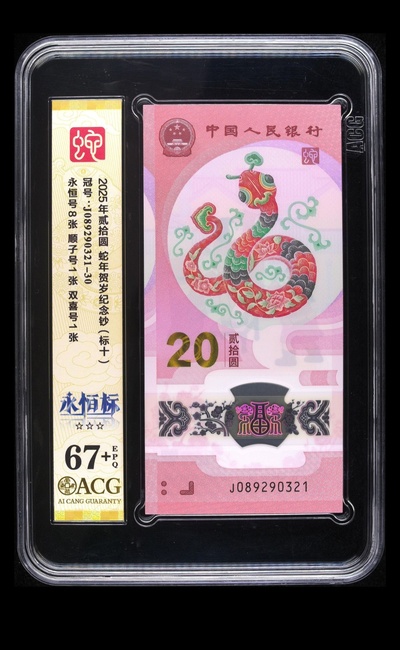 蛇
2025年贰拾圆 蛇年贺岁纪念钞（标十）
冠号：J089290321-30
永恒号8张 顺子号1张 双喜号1张
永恒标
☆☆☆
67+
EPQ
ACG
AI CANG GUARANTY
中国人民银行
蛇
20
贰拾圆
福
J089290321
ACG